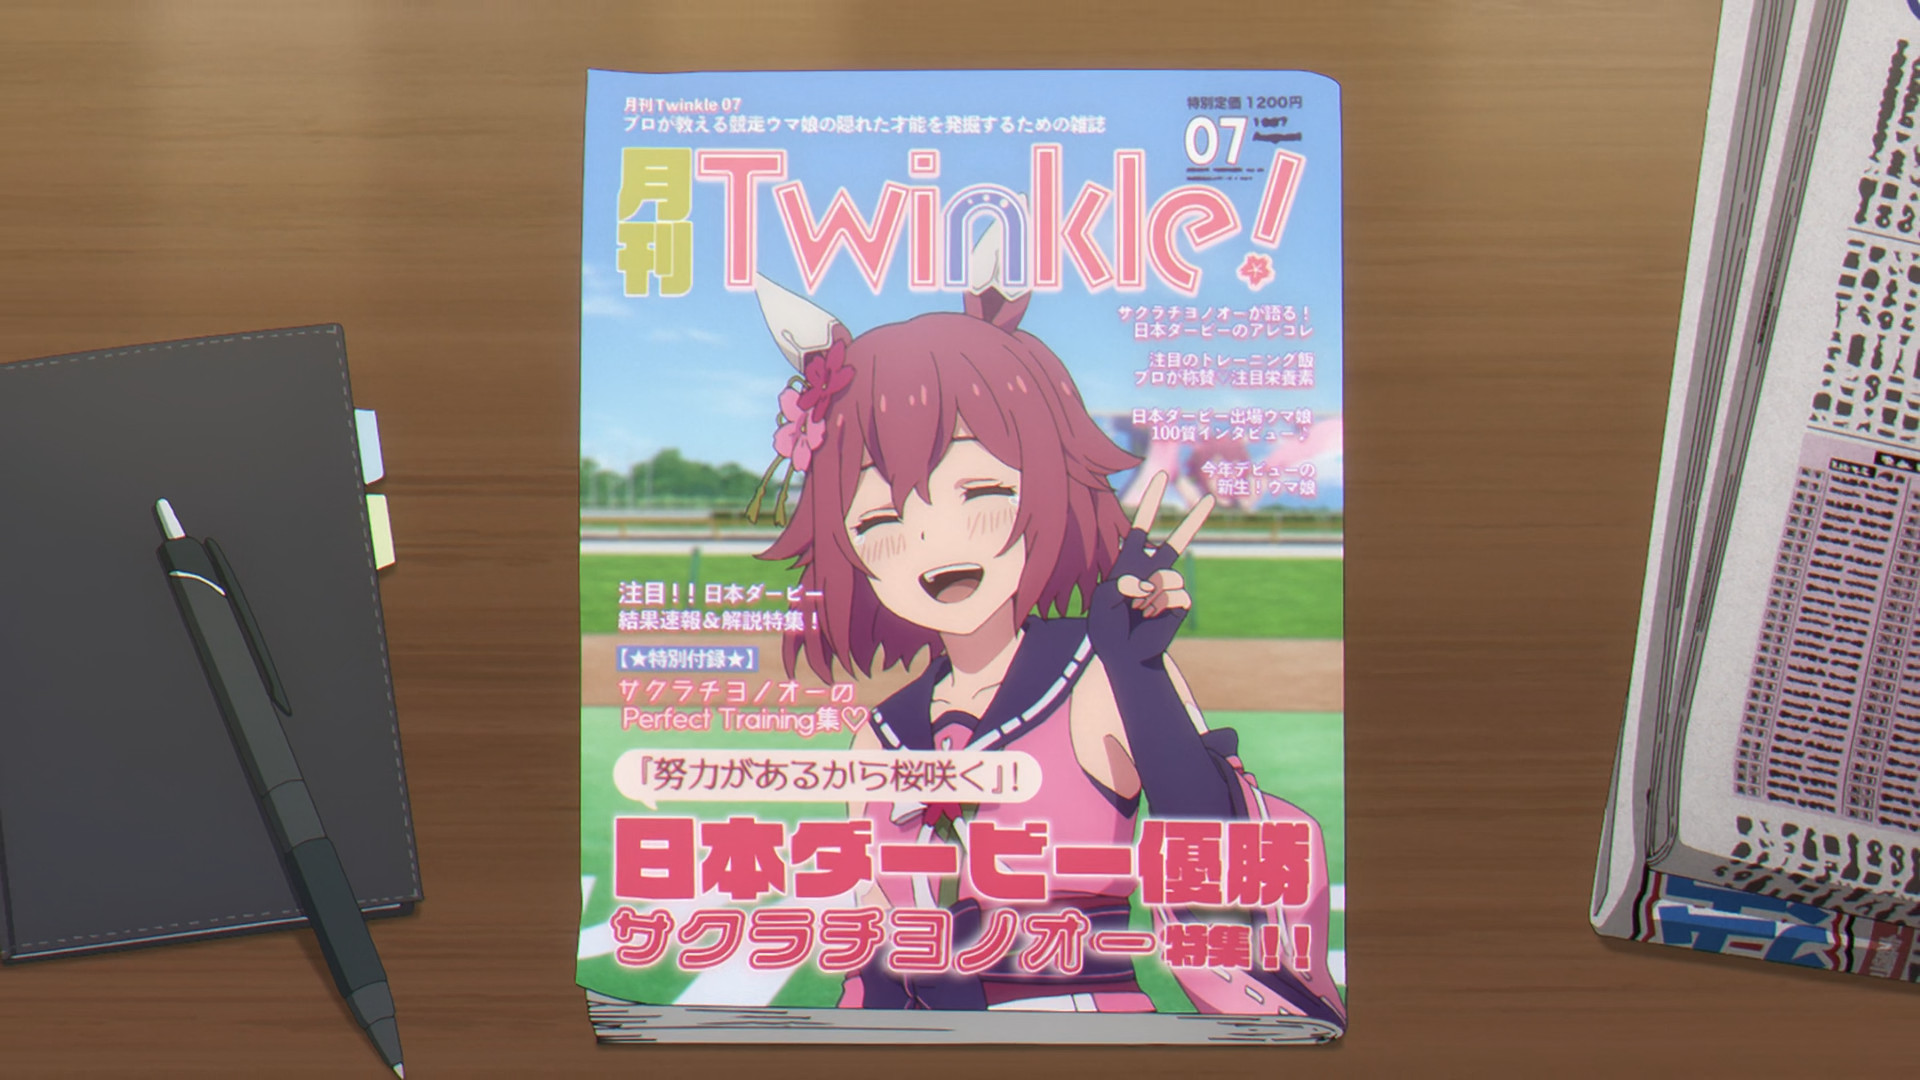 月刊Twinkle 07
プロが教える競走ウマ娘の隠れた才能を発掘するための雑誌
特別定価 1200円
07
月刊 Twinkle!
サクラチヨノオーが語る！
日本ダービーのアレコレ
注目のトレーニング飯
プロが称賛♡注目栄養素
日本ダービー出場ウマ娘
100質インタビュー♪
今年デビューの
新生！ウマ娘
注目！！日本ダービー
結果速報&解説特集！
【★特別付録★】
サクラチヨノオーの
Perfect Training集♡
『努力があるから桜咲く』！
日本ダービー優勝
サクラチヨノオー特集！！